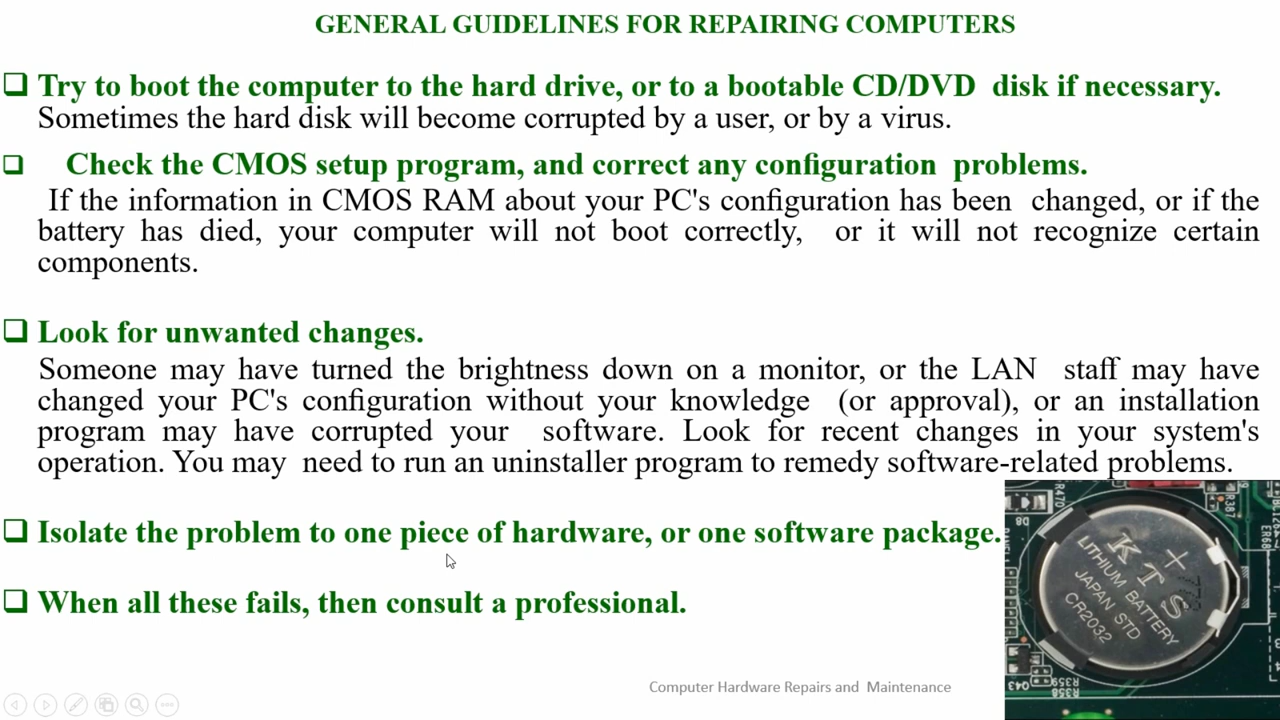 GENERAL GUIDELINES FOR REPAIRING COMPUTERS
Try to boot the computer to the hard drive, or to a bootable CD/DVD disk if necessary.
Sometimes the hard disk will become corrupted by a user, or by a virus.
Check the CMOS setup program, and correct any configuration problems.
If the information in CMOS RAM about your PC's configuration has been changed, or if the
battery has died, your computer will not boot correctly, or it will not recognize certain
components.
Look for unwanted changes.
Someone may have turned the brightness down on a monitor, or the LAN staff may have
changed your PC's configuration without your knowledge (or approval), or an installation
program may have corrupted your software. Look for recent changes in your system's
operation. You may need to run an uninstaller program to remedy software-related problems.
Isolate the problem to one piece of hardware, or one software package.
When all these fails, then consult a professional.
R470
D8
R387
ER68
+
KTS
LITHIUM BATTERY
JAPAN STD
CR2032
Q43
R359
R358
Computer Hardware Repairs and Maintenance